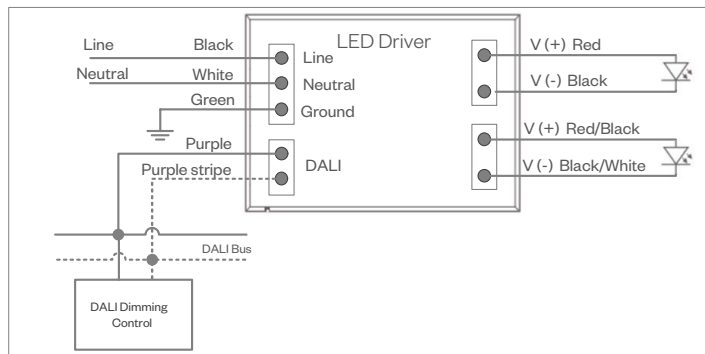 LED Driver
Line Black Line
Neutral White Neutral
Green Ground
Purple
Purple stripe DALI
V (+) Red
V (-) Black
V (+) Red/Black
V (-) Black/White
DALI Bus
DALI Dimming
Control